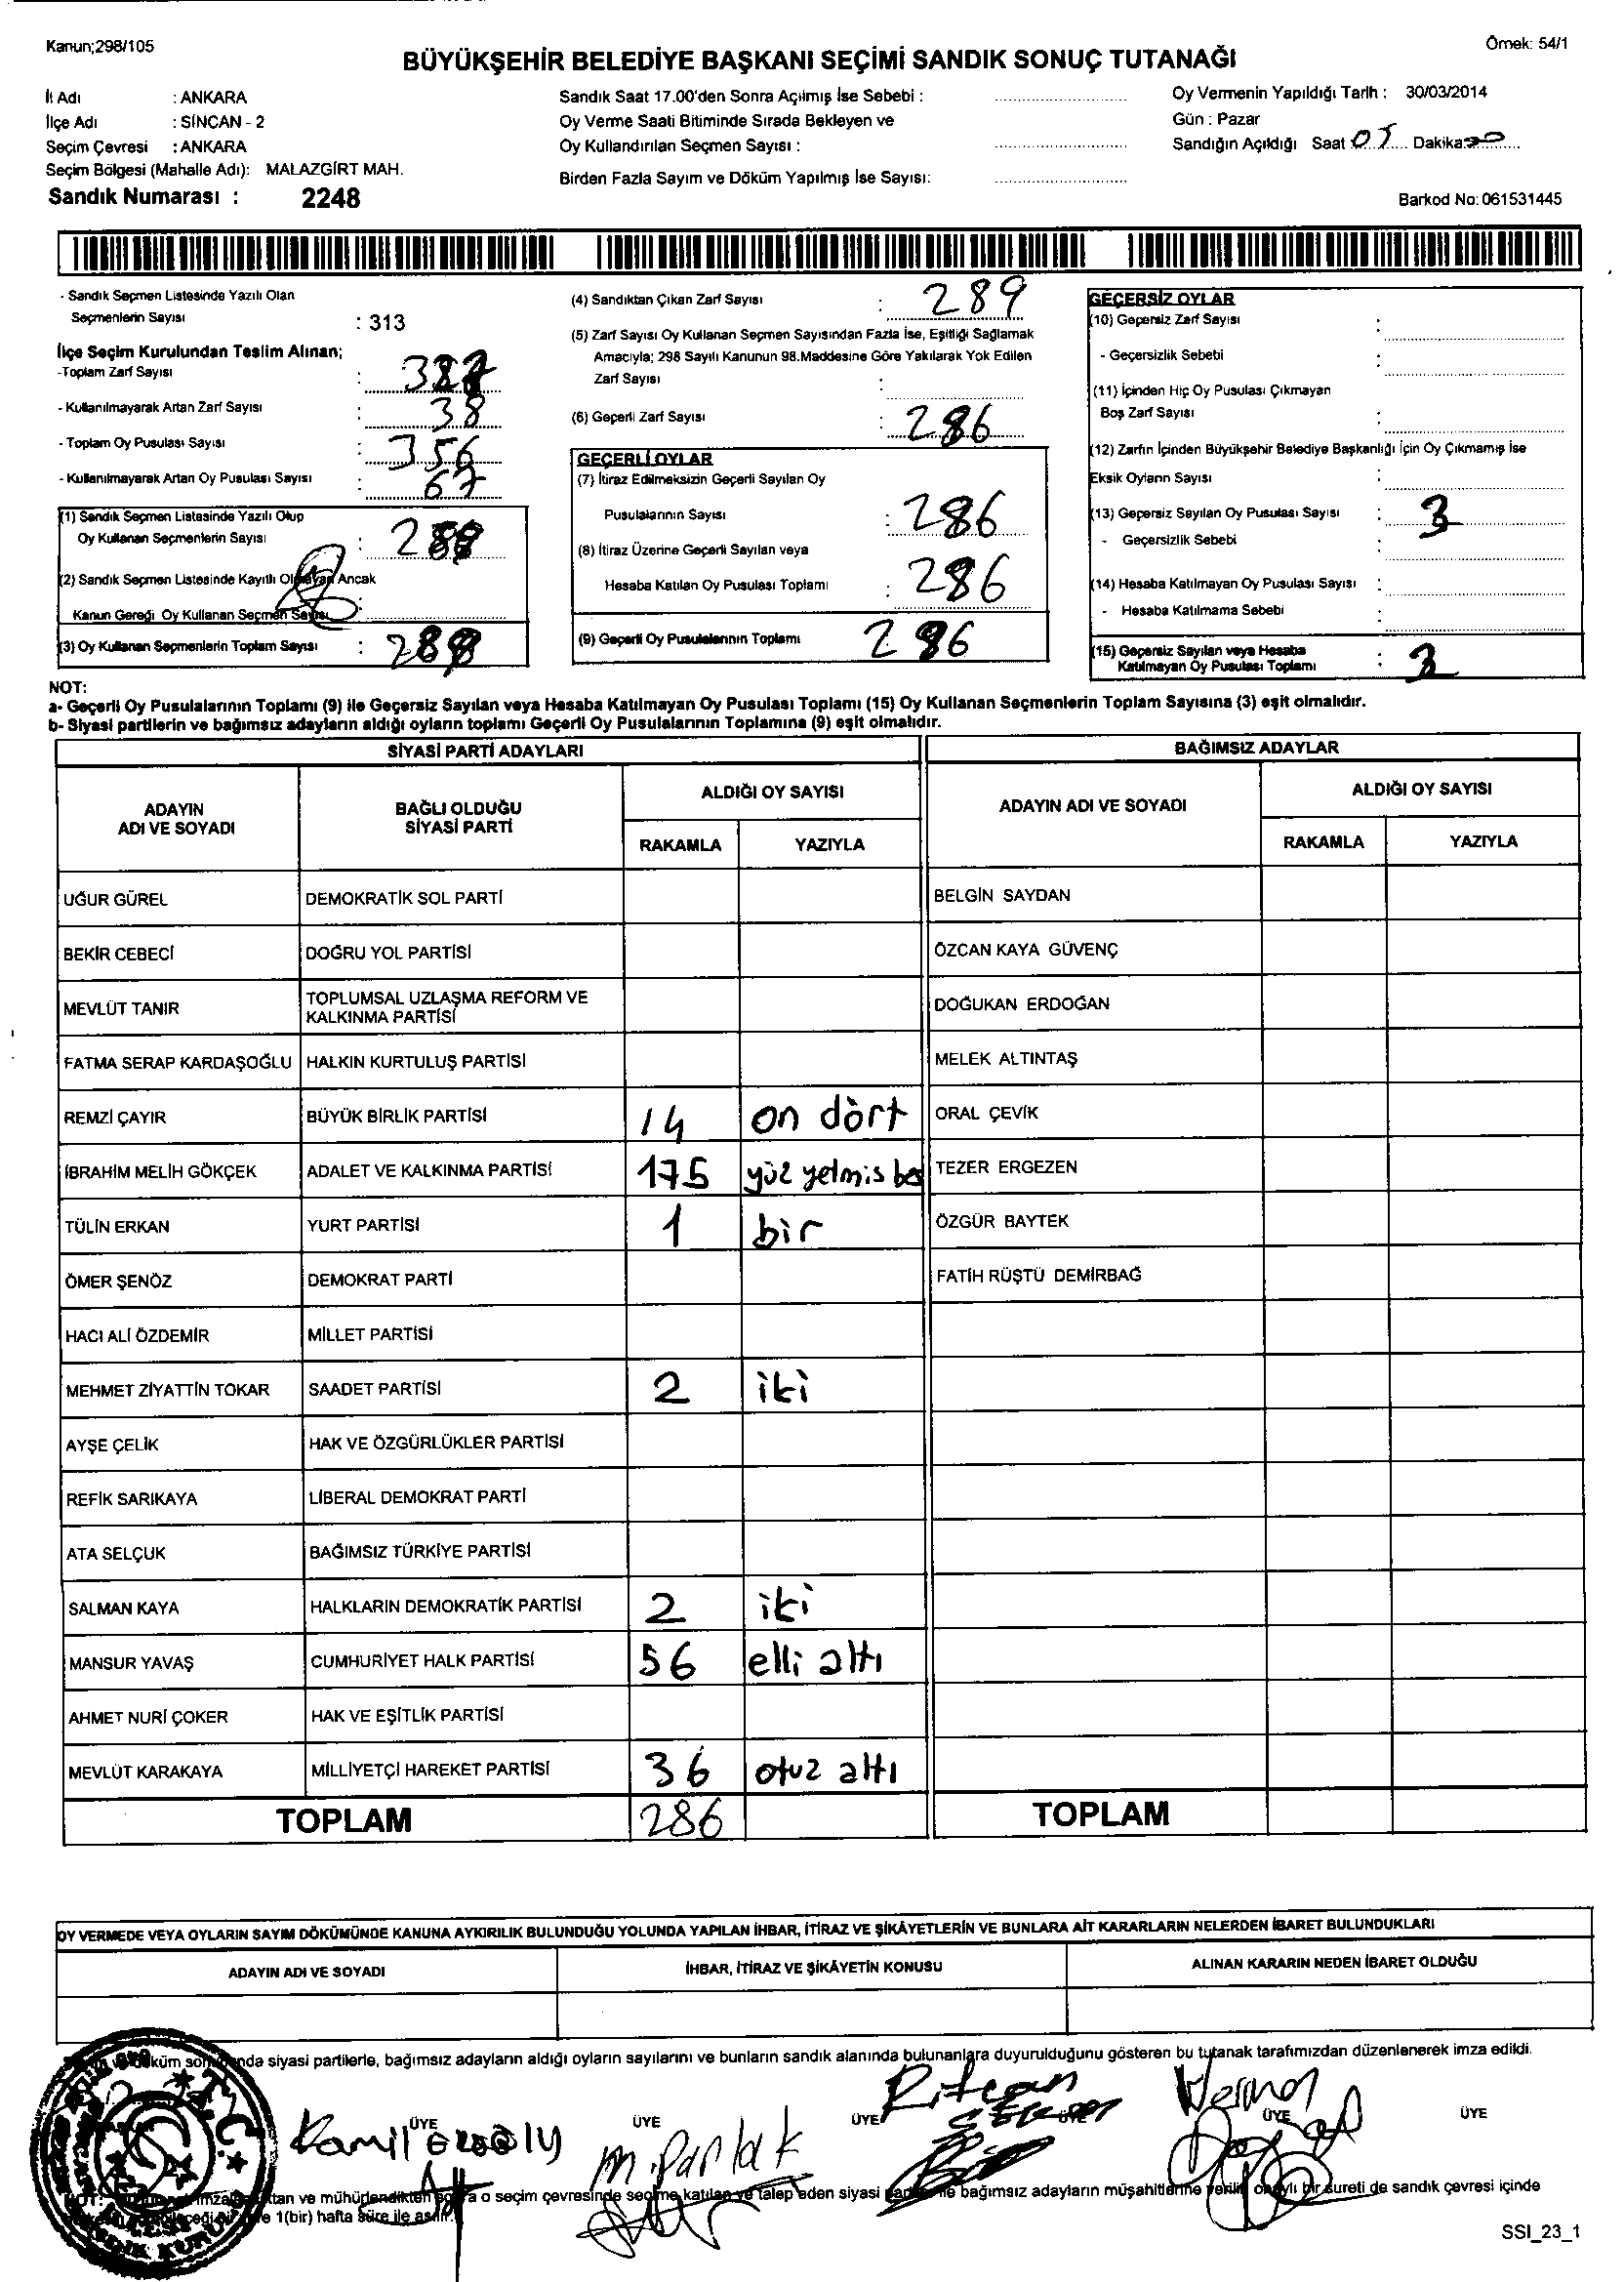 Kanun;298/105
Örnek: 54/1
BÜYÜKŞEHİR BELEDİYE BAŞKANI SEÇİMİ SANDIK SONUÇ TUTANAĞI
İl Adı : ANKARA
İlçe Adı : SİNCAN - 2
Seçim Çevresi : ANKARA
Seçim Bölgesi (Mahalle Adı): MALAZGİRT MAH.
Sandık Numarası : 2248
Sandık Saat 17.00'den Sonra Açılmış İse Sebebi :
Oy Verme Saati Bitiminde Sırada Bekleyen ve
Oy Kullandırılan Seçmen Sayısı :
Birden Fazla Sayım ve Döküm Yapılmış İse Sayısı:
Oy Vermenin Yapıldığı Tarih : 30/03/2014
Gün : Pazar
Sandığın Açıldığı Saat Dakika
Barkod No: 061531445
- Sandık Seçmen Listesinde Yazılı Olan
Seçmenlerin Sayısı : 313
İlçe Seçim Kurulundan Teslim Alınan;
-Toplam Zarf Sayısı :
- Kullanılmayarak Artan Zarf Sayısı : 38
- Toplam Oy Pusulası Sayısı : 356
- Kullanılmayarak Artan Oy Pusulası Sayısı : 67
(1) Sandık Seçmen Listesinde Yazılı Olup
Oy Kullanan Seçmenlerin Sayısı :
(2) Sandık Seçmen Listesinde Kayıtlı Olmayan Ancak
Kanun Gereği Oy Kullanan Seçmen Sayısı :
(3) Oy Kullanan Seçmenlerin Toplam Sayısı :
(4) Sandıktan Çıkan Zarf Sayısı : 289
(5) Zarf Sayısı Oy Kullanan Seçmen Sayısından Fazla İse, Eşitliği Sağlamak
Amacıyla; 298 Sayılı Kanunun 98.Maddesine Göre Yakılarak Yok Edilen
Zarf Sayısı :
(6) Geçerli Zarf Sayısı : 286
GEÇERLİ OYLAR
(7) İtiraz Edilmeksizin Geçerli Sayılan Oy
Pusulalarının Sayısı : 286
(8) İtiraz Üzerine Geçerli Sayılan veya
Hesaba Katılan Oy Pusulası Toplamı : 286
(9) Geçerli Oy Pusulalarının Toplamı 286
GEÇERSİZ OYLAR
(10) Geçersiz Zarf Sayısı :
- Geçersizlik Sebebi :
(11) İçinden Hiç Oy Pusulası Çıkmayan
Boş Zarf Sayısı :
(12) Zarfın İçinden Büyükşehir Belediye Başkanlığı İçin Oy Çıkmamış İse
Eksik Oyların Sayısı :
(13) Geçersiz Sayılan Oy Pusulası Sayısı : 3
- Geçersizlik Sebebi :
(14) Hesaba Katılmayan Oy Pusulası Sayısı :
- Hesaba Katılmama Sebebi :
(15) Geçersiz Sayılan veya Hesaba
Katılmayan Oy Pusulası Toplamı : 3
NOT:
a- Geçerli Oy Pusulalarının Toplamı (9) ile Geçersiz Sayılan veya Hesaba Katılmayan Oy Pusulası Toplamı (15) Oy Kullanan Seçmenlerin Toplam Sayısına (3) eşit olmalıdır.
b- Siyasi partilerin ve bağımsız adayların aldığı oyların toplamı Geçerli Oy Pusulalarının Toplamına (9) eşit olmalıdır.
SİYASİ PARTİ ADAYLARI BAĞIMSIZ ADAYLAR
ADAYIN ADI VE SOYADI BAĞLI OLDUĞU SİYASİ PARTİ ALDIĞI OY SAYISI ADAYIN ADI VE SOYADI ALDIĞI OY SAYISI
RAKAMLA YAZIYLA RAKAMLA YAZIYLA
UĞUR GÜREL DEMOKRATİK SOL PARTİ BELGİN SAYDAN
BEKİR CEBECİ DOĞRU YOL PARTİSİ ÖZCAN KAYA GÜVENÇ
MEVLÜT TANIR TOPLUMSAL UZLAŞMA REFORM VE KALKINMA PARTİSİ DOĞUKAN ERDOĞAN
FATMA SERAP KARDAŞOĞLU HALKIN KURTULUŞ PARTİSİ MELEK ALTINTAŞ
REMZİ ÇAYIR BÜYÜK BİRLİK PARTİSİ 14 on dört ORAL ÇEVİK
İBRAHİM MELİH GÖKÇEK ADALET VE KALKINMA PARTİSİ 175 yüz yetmis beş TEZER ERGEZEN
TÜLİN ERKAN YURT PARTİSİ 1 bir ÖZGÜR BAYTEK
ÖMER ŞENÖZ DEMOKRAT PARTİ FATİH RÜŞTÜ DEMİRBAĞ
HACI ALİ ÖZDEMİR MİLLET PARTİSİ
MEHMET ZİYATTİN TOKAR SAADET PARTİSİ 2 iki
AYŞE ÇELİK HAK VE ÖZGÜRLÜKLER PARTİSİ
REFİK SARIKAYA LİBERAL DEMOKRAT PARTİ
ATA SELÇUK BAĞIMSIZ TÜRKİYE PARTİSİ
SALMAN KAYA HALKLARIN DEMOKRATİK PARTİSİ 2 iki
MANSUR YAVAŞ CUMHURİYET HALK PARTİSİ 56 elli altı
AHMET NURİ ÇOKER HAK VE EŞİTLİK PARTİSİ
MEVLÜT KARAKAYA MİLLİYETÇİ HAREKET PARTİSİ 36 otuz altı
TOPLAM 286 TOPLAM
OY VERMEDE VEYA OYLARIN SAYIM DÖKÜMÜNDE KANUNA AYKIRILIK BULUNDUĞU YOLUNDA YAPILAN İHBAR, İTİRAZ VE ŞİKÂYETLERİN VE BUNLARA AİT KARARLARIN NELERDEN İBARET BULUNDUKLARI
ADAYIN ADI VE SOYADI İHBAR, İTİRAZ VE ŞİKÂYETİN KONUSU ALINAN KARARIN NEDEN İBARET OLDUĞU
siyasi partilerle, bağımsız adayların aldığı oyların sayılarını ve bunların sandık alanında bulunanlara duyurulduğunu gösteren bu tutanak tarafımızdan düzenlenerek imza edildi.
ÜYE ÜYE ÜYE ÜYE ÜYE ÜYE
Kamil
M. Parlak
ve mühürlendikten sonra o seçim çevresinde seçime katılan ve talep eden siyasi bağımsız adayların müşahitlerine bir sureti de sandık çevresi içinde
1(bir) hafta süre ile asılır.
SSI_23_1